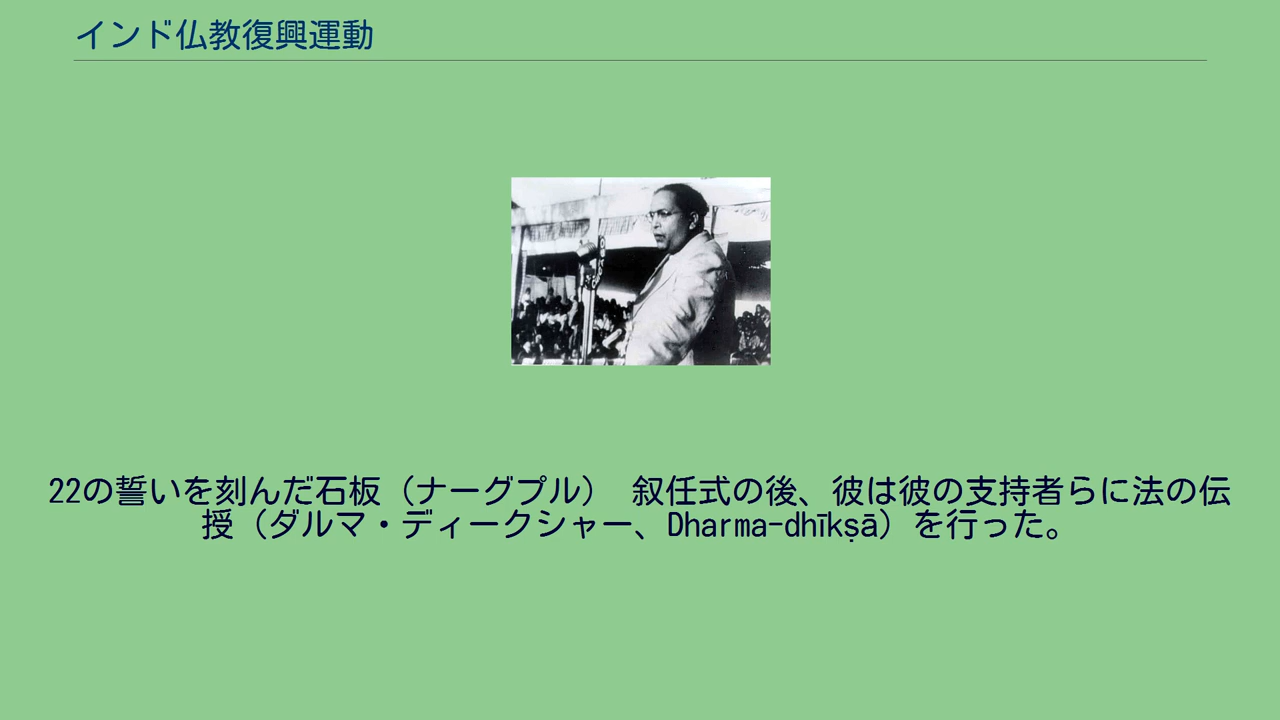 インド仏教復興運動
22の誓いを刻んだ石板（ナーグプル） 叙任式の後、彼は彼の支持者らに法の伝
授（ダルマ・ディークシャー、Dharma-dhīkṣā）を行った。